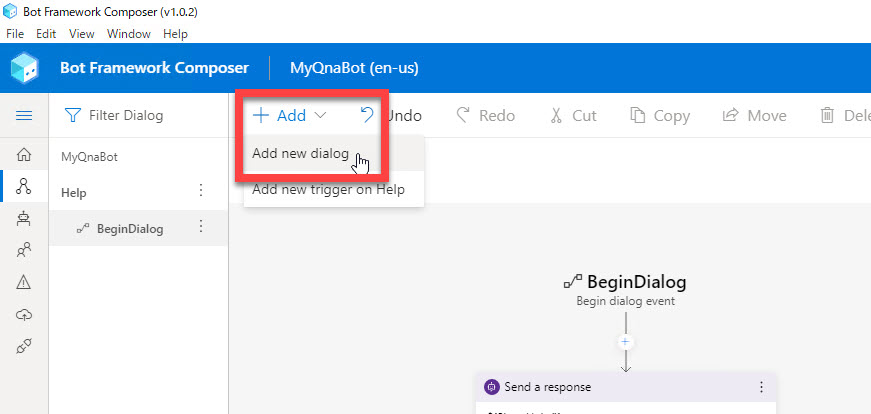 Bot Framework Composer (v1.0.2)
File Edit View Window Help
Bot Framework Composer MyQnaBot (en-us)
Filter Dialog + Add Undo Redo Cut Copy Move Dele
MyQnaBot
Help
BeginDialog
Add new dialog
Add new trigger on Help
BeginDialog
Begin dialog event
Send a response